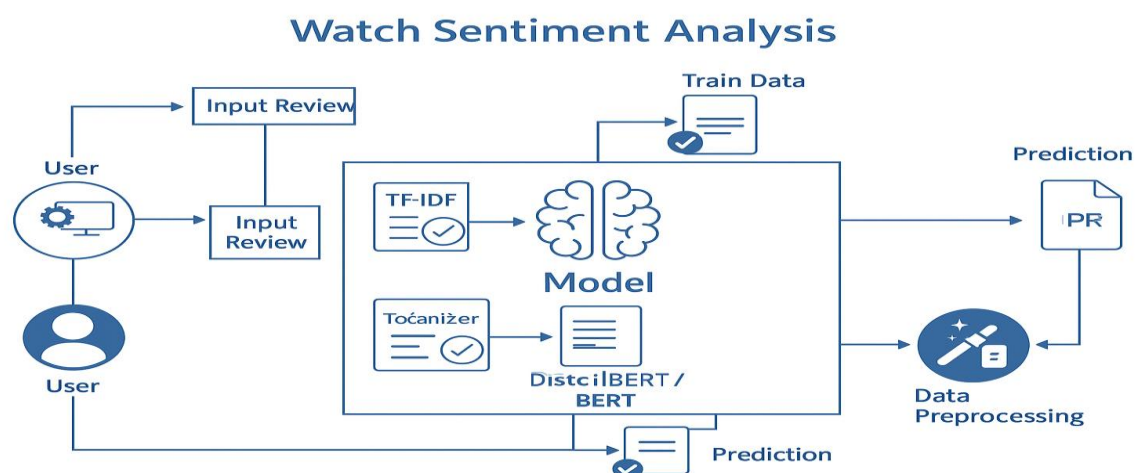 Watch Sentiment Analysis
Train Data
Input Review
User
Prediction
TF-IDF
Input
Review
PR
Model
Toćaniżer
DistcilBERT /
BERT
User
Data
Preprocessing
Prediction